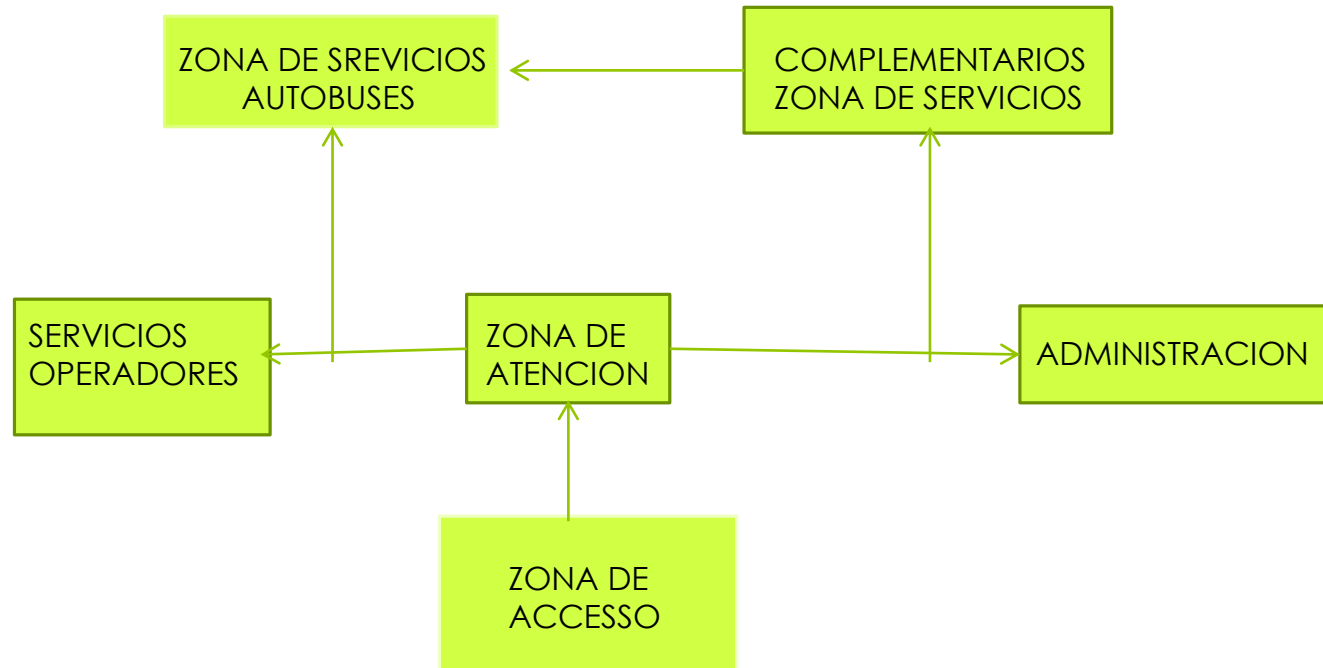 ZONA DE SREVICIOS
AUTOBUSES
COMPLEMENTARIOS
ZONA DE SERVICIOS
SERVICIOS
OPERADORES
ZONA DE
ATENCION
ADMINISTRACION
ZONA DE
ACCESSO